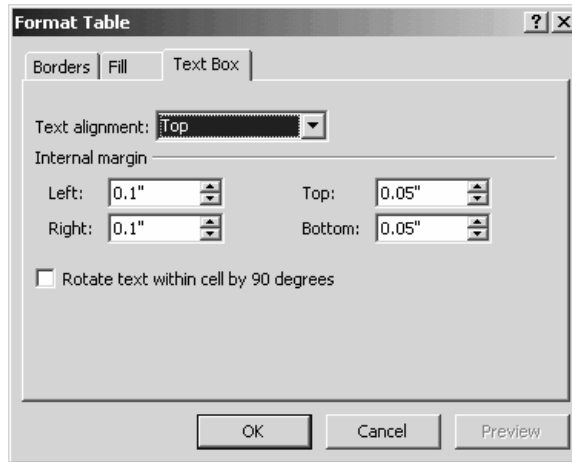 Format Table
Borders Fill Text Box
Text alignment: Top
Internal margin
Left: 0.1" Top: 0.05"
Right: 0.1" Bottom: 0.05"
Rotate text within cell by 90 degrees
OK Cancel Preview